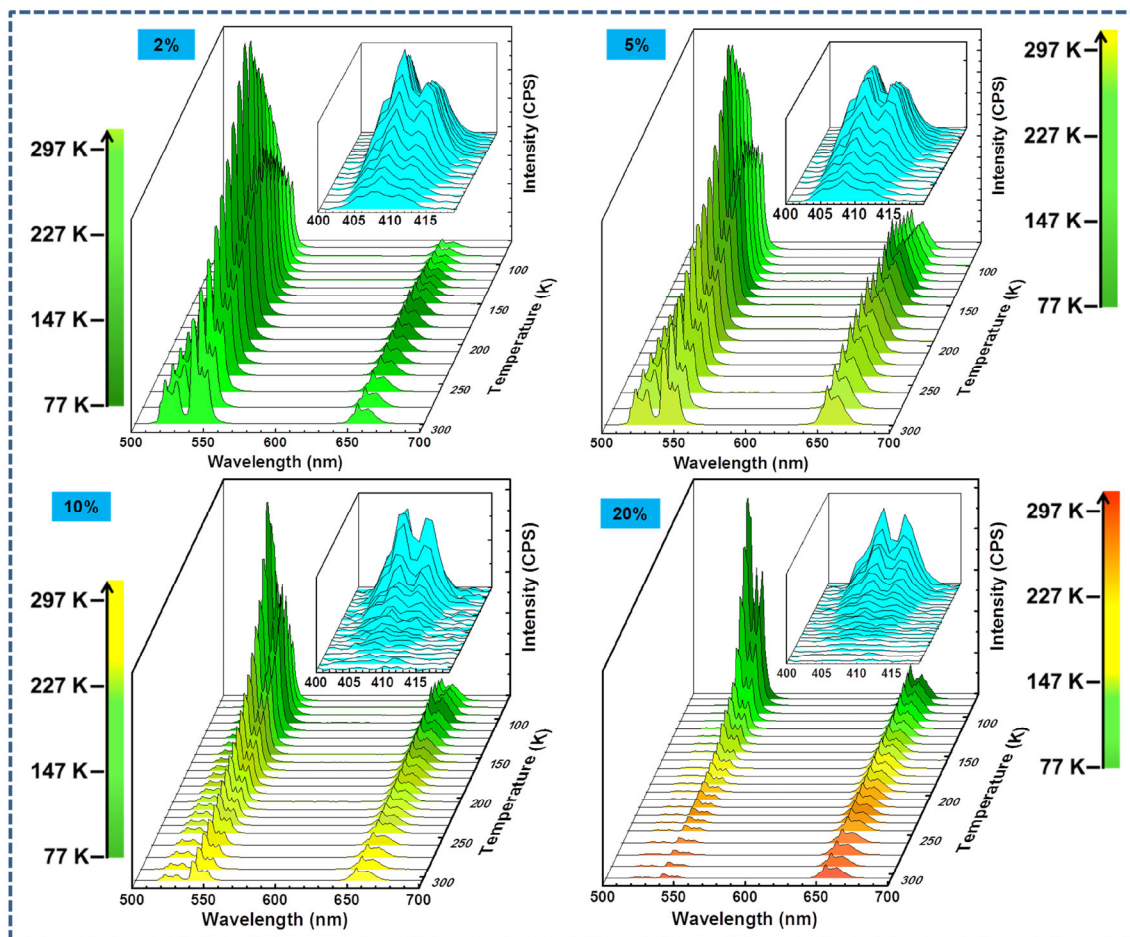 2%
Intensity (CPS)
400 405 410 415
297 K
227 K
147 K
77 K
100
150
200
250
300
Temperature (K)
500 550 600 650 700
Wavelength (nm)
5%
Intensity (CPS)
400 405 410 415
297 K
227 K
147 K
77 K
100
150
200
250
300
Temperature (K)
500 550 600 650 700
Wavelength (nm)
10%
Intensity (CPS)
400 405 410 415
297 K
227 K
147 K
77 K
100
150
200
250
300
Temperature (K)
500 550 600 650 700
Wavelength (nm)
20%
Intensity (CPS)
400 405 410 415
297 K
227 K
147 K
77 K
100
150
200
250
300
Temperature (K)
500 550 600 650 700
Wavelength (nm)